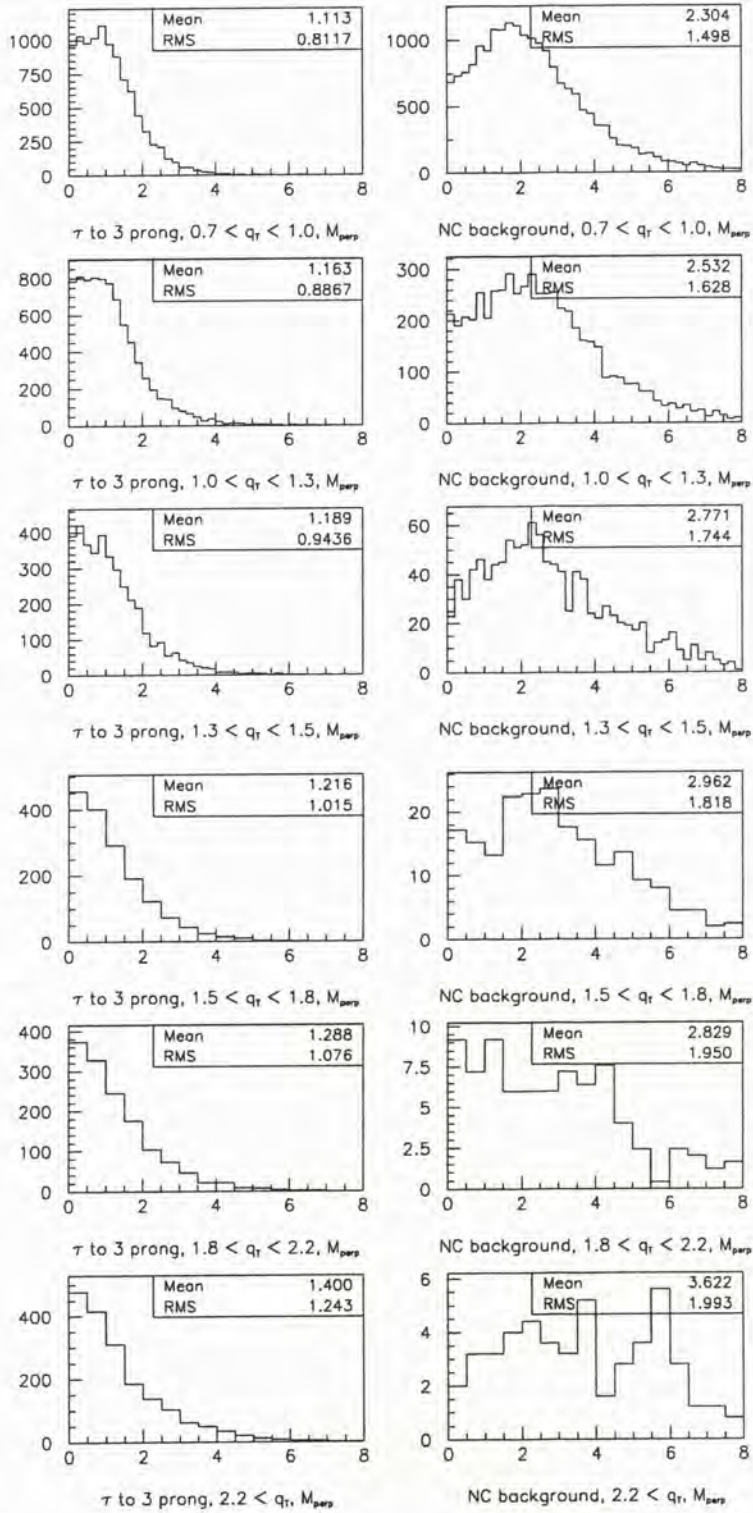 Mean 1.113
RMS 0.8117
1000
750
500
250
0
0 2 4 6 8
τ to 3 prong, 0.7 < q_T < 1.0, M_perp
Mean 2.304
RMS 1.498
1000
500
0
0 2 4 6 8
NC background, 0.7 < q_T < 1.0, M_perp
Mean 1.163
RMS 0.8867
800
600
400
200
0
0 2 4 6 8
τ to 3 prong, 1.0 < q_T < 1.3, M_perp
Mean 2.532
RMS 1.628
300
200
100
0
0 2 4 6 8
NC background, 1.0 < q_T < 1.3, M_perp
Mean 1.189
RMS 0.9436
400
300
200
100
0
0 2 4 6 8
τ to 3 prong, 1.3 < q_T < 1.5, M_perp
Mean 2.771
RMS 1.744
60
40
20
0
0 2 4 6 8
NC background, 1.3 < q_T < 1.5, M_perp
Mean 1.216
RMS 1.015
400
200
0
0 2 4 6 8
τ to 3 prong, 1.5 < q_T < 1.8, M_perp
Mean 2.962
RMS 1.818
20
10
0
0 2 4 6 8
NC background, 1.5 < q_T < 1.8, M_perp
Mean 1.288
RMS 1.076
400
300
200
100
0
0 2 4 6 8
τ to 3 prong, 1.8 < q_T < 2.2, M_perp
Mean 2.829
RMS 1.950
10
7.5
5
2.5
0
0 2 4 6 8
NC background, 1.8 < q_T < 2.2, M_perp
Mean 1.400
RMS 1.243
400
200
0
0 2 4 6 8
τ to 3 prong, 2.2 < q_T, M_perp
Mean 3.622
RMS 1.993
6
4
2
0
0 2 4 6 8
NC background, 2.2 < q_T, M_perp